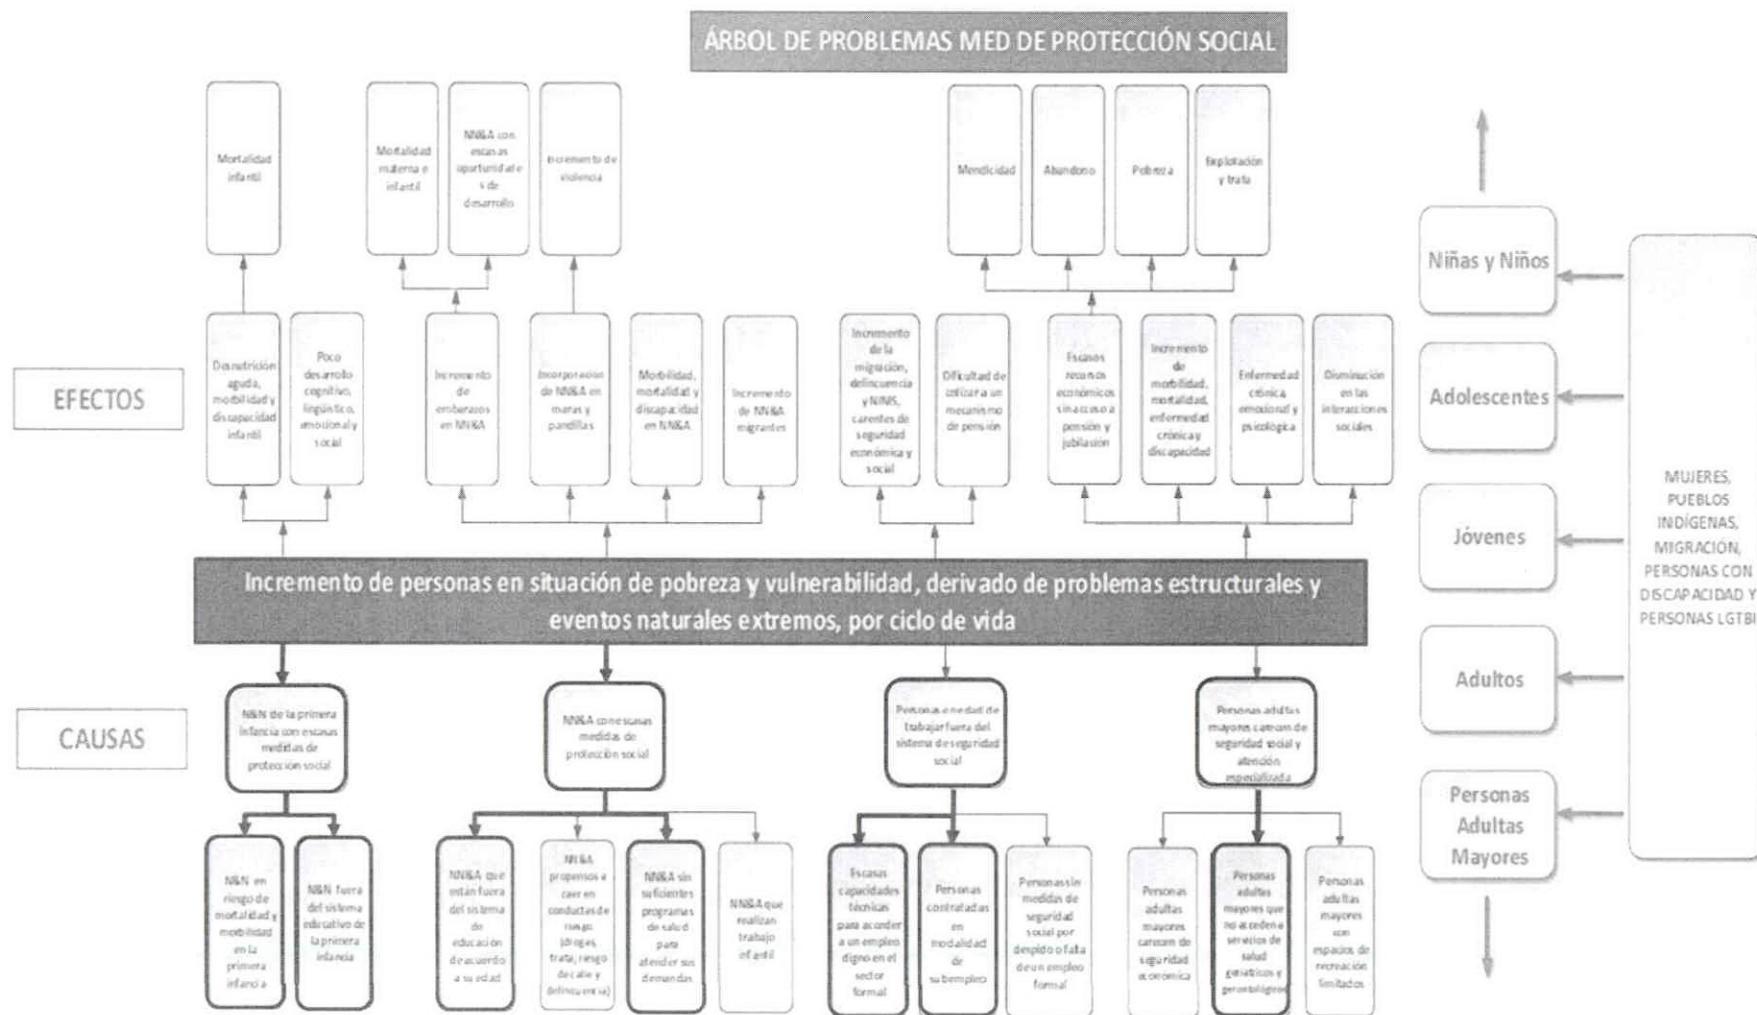 ÁRBOL DE PROBLEMAS MED DE PROTECCIÓN SOCIAL
Mortalidad
infantil
Mortalidad
materna e
infantil
NN&A con
escasas
oportunidade
s de
desarrollo
Incremento de
violencia
Mendicidad
Abandono
Pobreza
Explotación
y trata
EFECTOS
Desnutrición
aguda,
morbilidad y
discapacidad
infantil
Poco
desarrollo
cognitivo,
lingüístico,
emocional y
social
Incremento
de
embarazos
en NN&A
Incorporación
de NN&A en
maras y
pandillas
Morbilidad,
mortalidad y
discapacidad
en NN&A
Incremento
de NN&A
migrantes
Incremento
de la
migración,
delincuencia
y NINIS,
carentes de
seguridad
económica y
social
Dificultad de
cotizar a un
mecanismo
de pensión
Escasos
recursos
económicos
sin acceso a
pensión y
jubilación
Incremento
de
morbilidad,
mortalidad,
enfermedad
crónica y
discapacidad
Enfermedad
crónica,
emocional y
psicológica
Disminución
en las
interacciones
sociales
Incremento de personas en situación de pobreza y vulnerabilidad, derivado de problemas estructurales y
eventos naturales extremos, por ciclo de vida
CAUSAS
N&N de la primera
infancia con escasas
medidas de
protección social
NN&A con escasas
medidas de
protección social
Personas en edad de
trabajar fuera del
sistema de seguridad
social
Personas adultas
mayores carecen de
seguridad social y
atención
especializada
N&N en
riesgo de
mortalidad y
morbilidad
en la
primera
infancia
N&N fuera
del sistema
educativo de
la primera
infancia
NN&A que
están fuera
del sistema
de
educación
de acuerdo
a su edad
NN&A
propensos a
caer en
conductas de
riesgo
(drogas,
trata, riesgo
de calle y
delincuencia)
NN&A sin
suficientes
programas
de salud
para
atender sus
demandas
NN&A que
realizan
trabajo
infantil
Escasas
capacidades
técnicas
para acceder
a un empleo
digno en el
sector
formal
Personas
contratadas
en
modalidad
de
subempleo
Personas sin
medidas de
seguridad
social por
despido o falta
de un empleo
formal
Personas
adultas
mayores
carecen de
seguridad
económica
Personas
adultas
mayores que
no acceden a
servicios de
salud
geriátricos y
gerontológicos
Personas
adultas
mayores
con
espacios de
recreación
limitados
Niñas y Niños
Adolescentes
Jóvenes
Adultos
Personas
Adultas
Mayores
MUJERES,
PUEBLOS
INDÍGENAS,
MIGRACIÓN,
PERSONAS CON
DISCAPACIDAD Y
PERSONAS LGTBI